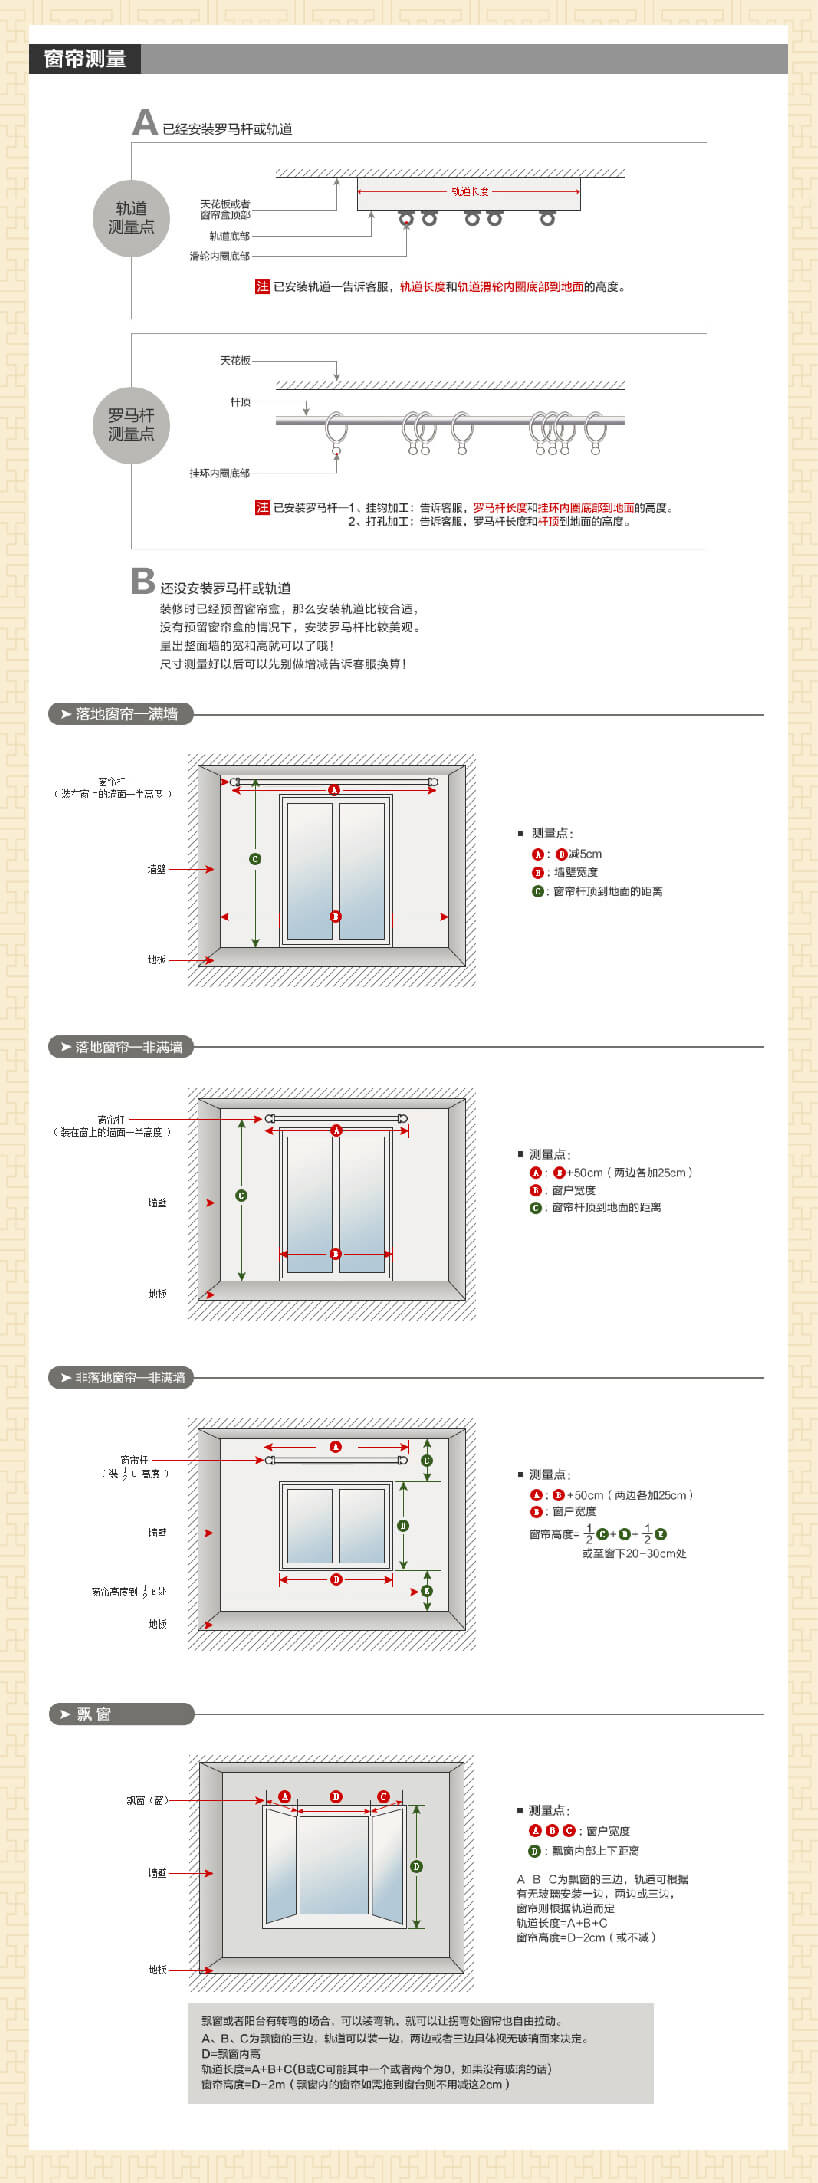 窗帘测量
A 已经安装罗马杆或轨道
轨道
测量点
天花板或者
窗帘盒顶部
轨道底部
滑轮内圈底部
轨道长度
注 已安装轨道—告诉客服，轨道长度和轨道滑轮内圈底部到地面的高度。
罗马杆
测量点
天花板
杆顶
挂环内圈底部
注 已安装罗马杆—1、挂钩加工：告诉客服，罗马杆长度和挂环内圈底部到地面的高度。
2、打孔加工：告诉客服，罗马杆长度和杆顶到地面的高度。
B 还没安装罗马杆或轨道
装修时已经预留窗帘盒，那么安装轨道比较合适，
没有预留窗帘盒的情况下，安装罗马杆比较美观。
量出整面墙的宽和高就可以了哦！
尺寸测量好以后可以先别做增减告诉客服换算！
➤ 落地窗帘—满墙
窗帘杆
（装在窗上的墙面一半高度）
墙壁
地板
A
C
B
■ 测量点：
A：D减5cm
B：墙壁宽度
C：窗帘杆顶到地面的距离
➤ 落地窗帘—非满墙
窗帘杆
（装在窗上的墙面一半高度）
墙壁
地板
A
C
B
■ 测量点：
A：B+50cm（两边各加25cm）
B：窗户宽度
C：窗帘杆顶到地面的距离
➤ 非落地窗帘—非满墙
窗帘杆
墙壁
窗帘高度到
地板
A
■ 测量点：
A：B+50cm（两边各加25cm）
B：窗户宽度
窗帘高度=
或至窗下20-30cm处
➤ 飘窗
飘窗（窗）
墙壁
地板
A B C
D
■ 测量点：
A B C：窗户宽度
D：飘窗内部上下距离
A B C为飘窗的三边，轨道可根据
有无玻璃安装一边，两边或三边，
窗帘则根据轨道而定
轨道长度=A+B+C
窗帘高度=D-2cm（或不减）
飘窗或者阳台有转弯的场合，可以装弯轨，就可以让拐弯处窗帘也自由拉动。
A、B、C为飘窗的三边，轨道可以装一边，两边或者三边具体视无玻璃面来决定。
D=飘窗内高
轨道长度=A+B+C(B或C可能其中一个或者两个为0，如果没有玻璃的话)
窗帘高度=D-2m（飘窗内的窗帘如需拖到窗台则不用减这2cm）